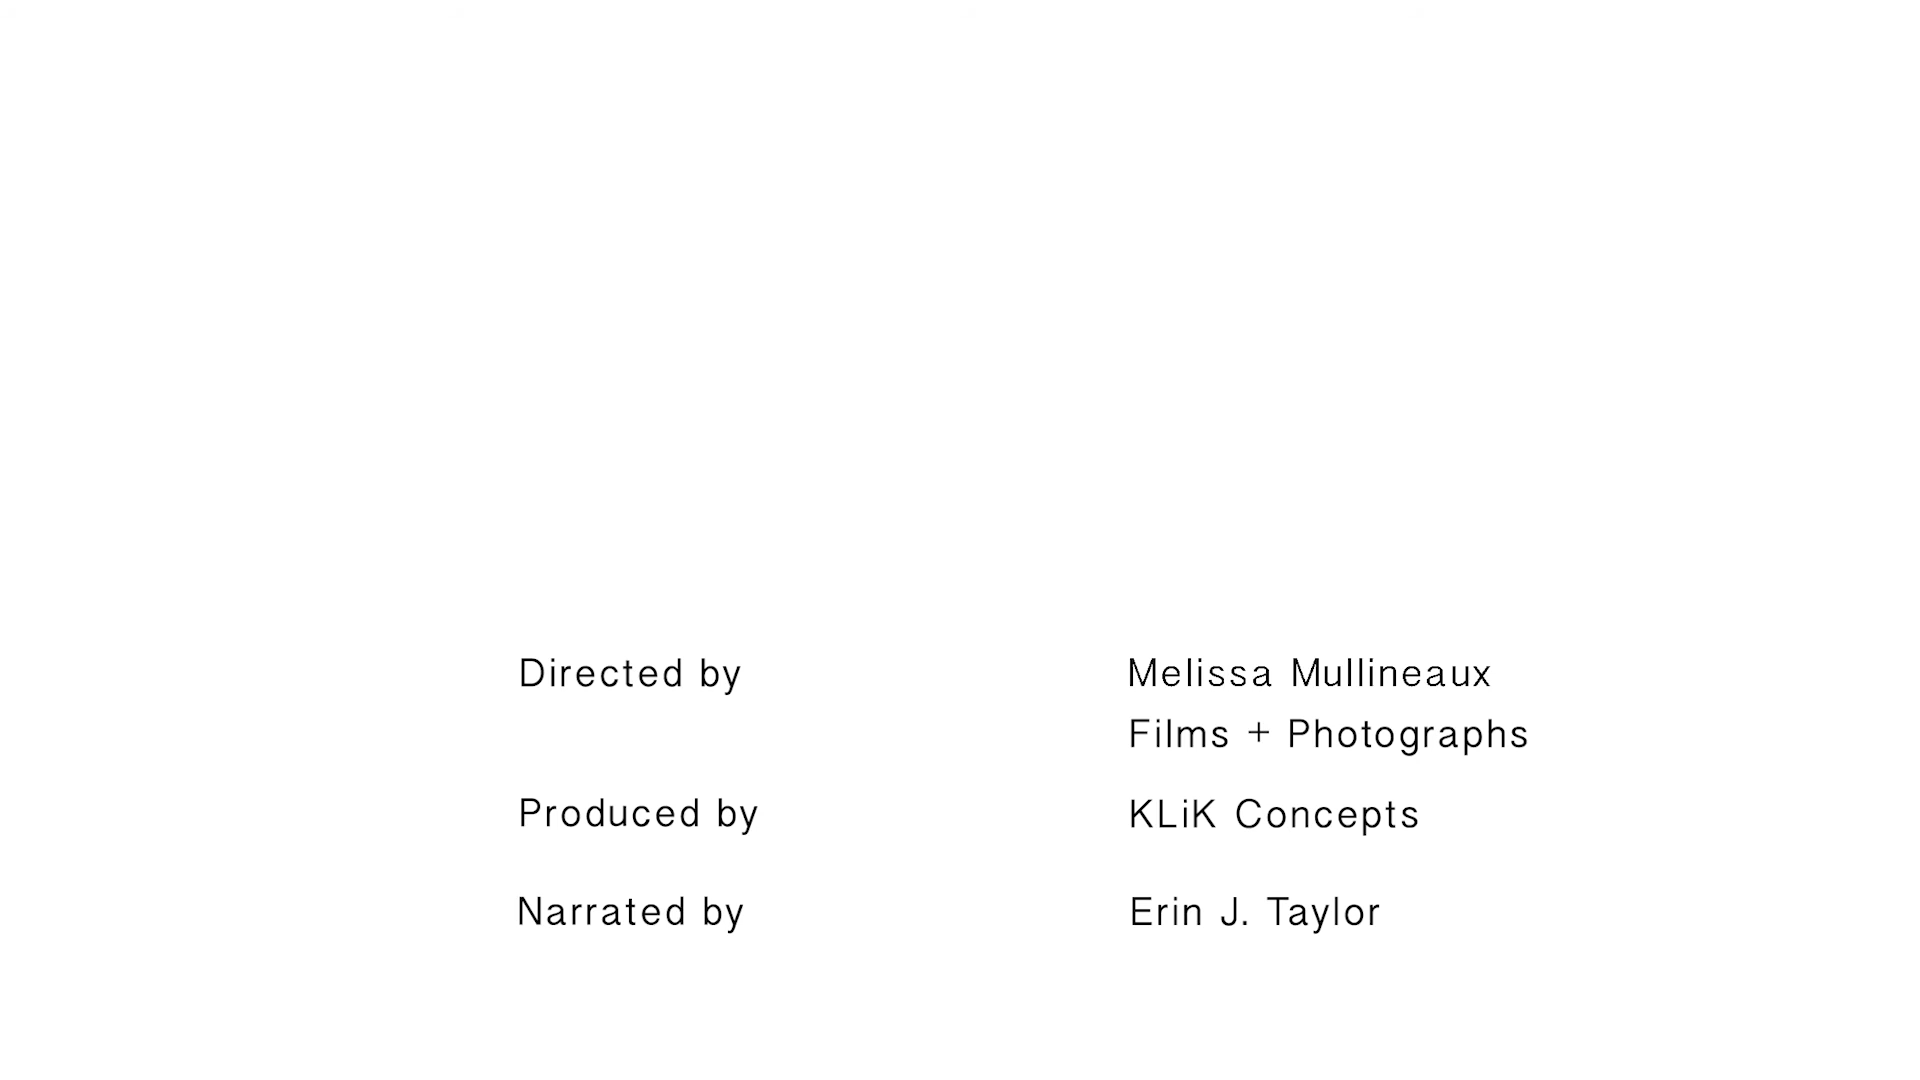 Directed by Melissa Mullineaux
Films + Photographs
Produced by KLiK Concepts
Narrated by Erin J. Taylor